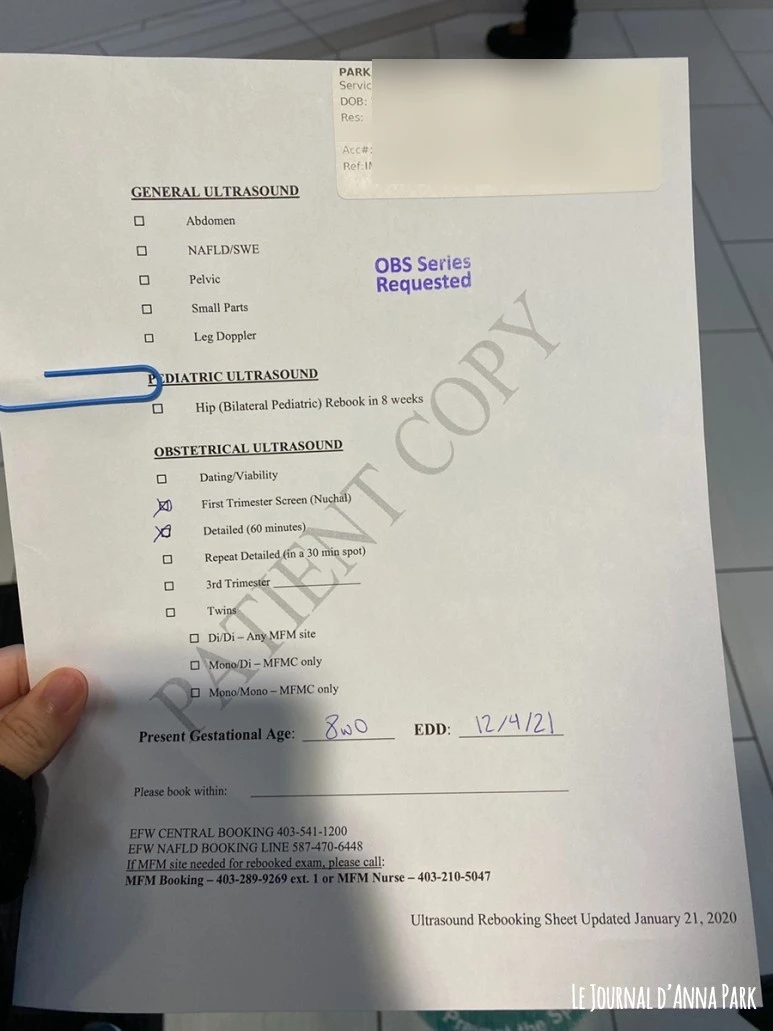 PARK
Servic
DOB:
Res:
Acc#:
Ref:IM
GENERAL ULTRASOUND
Abdomen
NAFLD/SWE
Pelvic
Small Parts
Leg Doppler
OBS Series
Requested
PEDIATRIC ULTRASOUND
Hip (Bilateral Pediatric) Rebook in 8 weeks
OBSTETRICAL ULTRASOUND
Dating/Viability
First Trimester Screen (Nuchal)
Detailed (60 minutes)
Repeat Detailed (in a 30 min spot)
3rd Trimester
Twins
Di/Di – Any MFM site
Mono/Di – MFMC only
Mono/Mono – MFMC only
PATIENT COPY
Present Gestational Age: 8w0 EDD: 12/4/21
Please book within:
EFW CENTRAL BOOKING 403-541-1200
EFW NAFLD BOOKING LINE 587-470-6448
If MFM site needed for rebooked exam, please call:
MFM Booking – 403-289-9269 ext. 1 or MFM Nurse – 403-210-5047
Ultrasound Rebooking Sheet Updated January 21, 2020
LE JOURNAL D'ANNA PARK